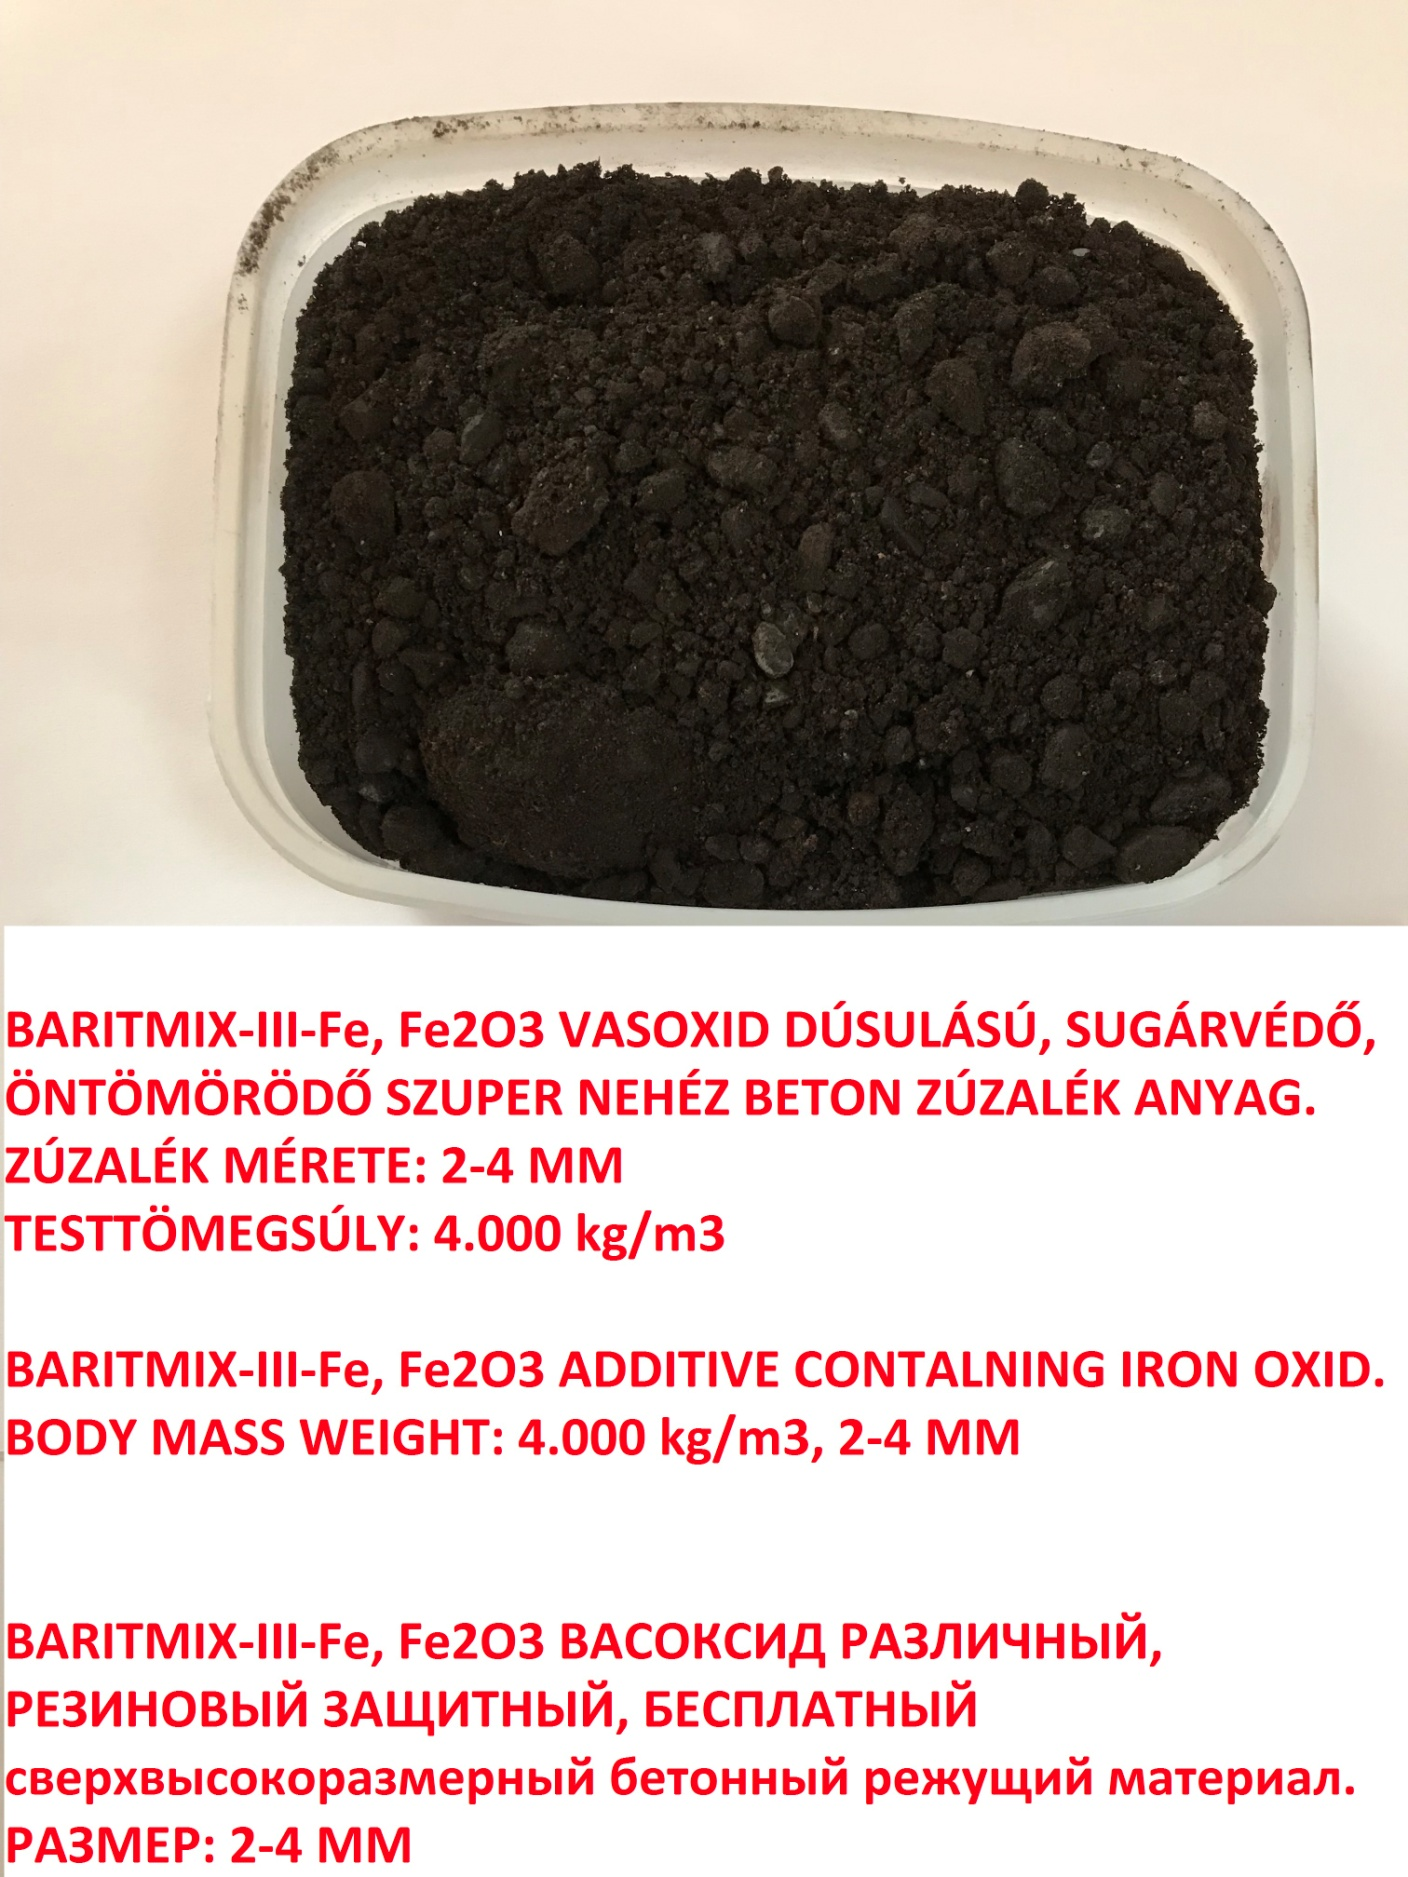 BARITMIX-III-Fe, Fe2O3 VASOXID DÚSULÁSÚ, SUGÁRVÉDŐ,
ÖNTÖMÖRÖDŐ SZUPER NEHÉZ BETON ZÚZALÉK ANYAG.
ZÚZALÉK MÉRETE: 2-4 MM
TESTTÖMEGSÚLY: 4.000 kg/m3
BARITMIX-III-Fe, Fe2O3 ADDITIVE CONTALNING IRON OXID.
BODY MASS WEIGHT: 4.000 kg/m3, 2-4 MM
BARITMIX-III-Fe, Fe2O3 ВАСОКСИД РАЗЛИЧНЫЙ,
РЕЗИНОВЫЙ ЗАЩИТНЫЙ, БЕСПЛАТНЫЙ
сверхвысокоразмерный бетонный режущий материал.
РАЗМЕР: 2-4 ММ